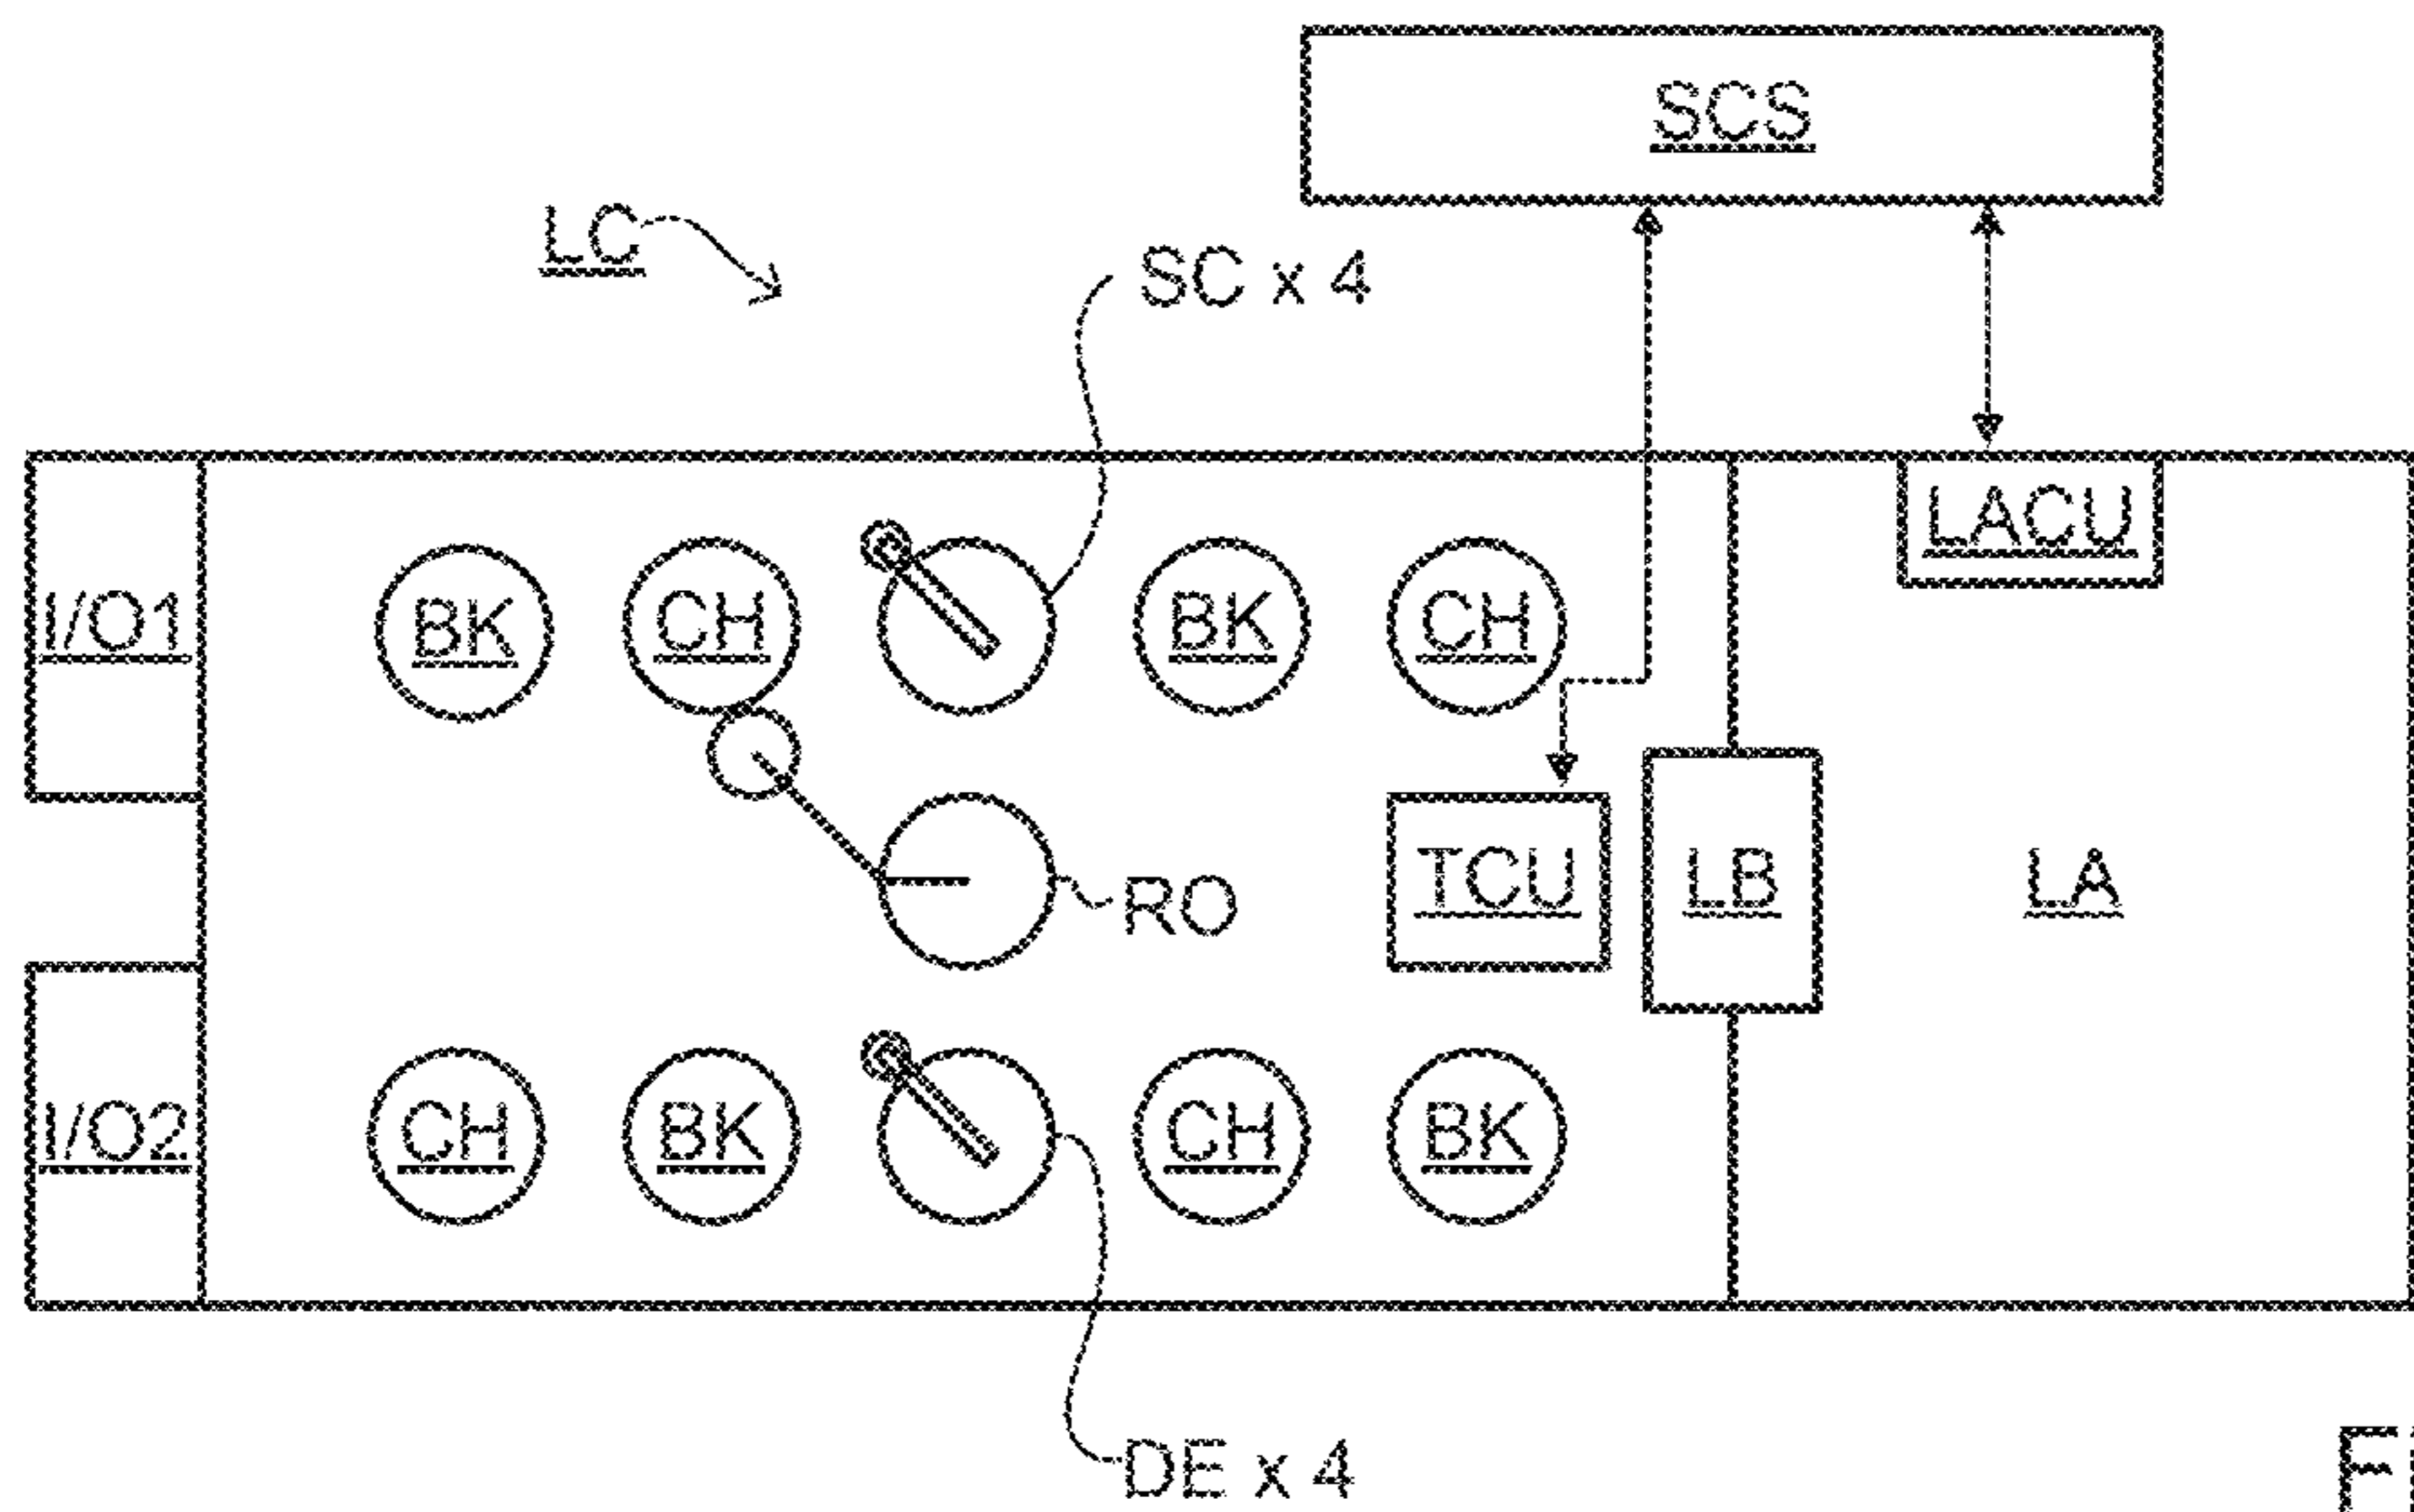 SCS
LC
SC x 4
LACU
I/O1
BK
CH
BK
CH
RO
TCU
LB
LA
I/O2
CH
BK
CH
BK
DE x 4